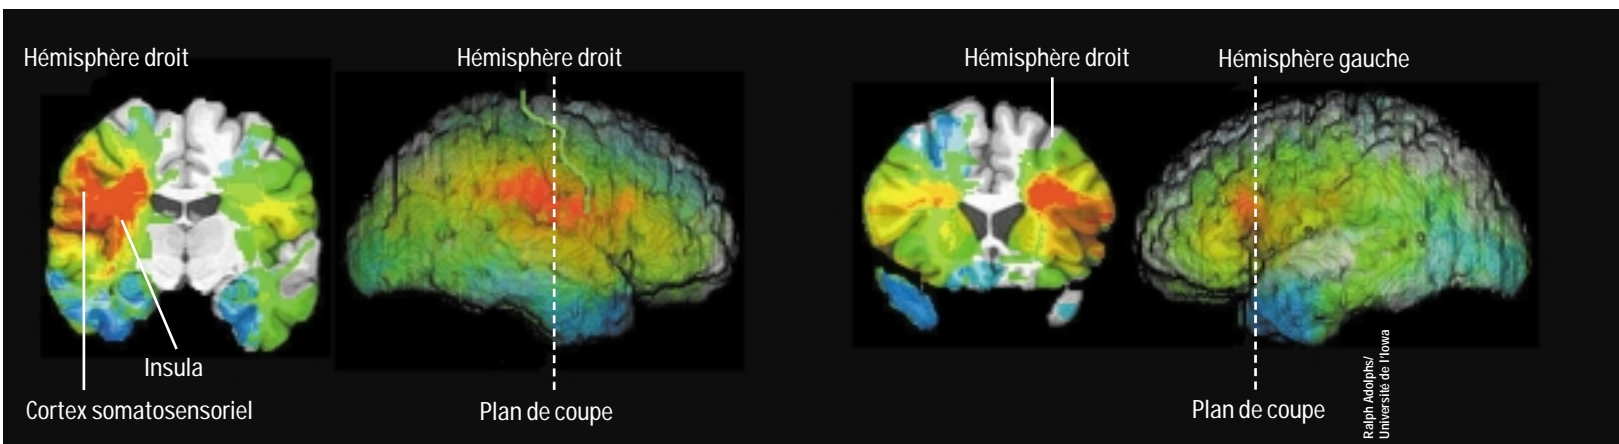 Hémisphère droit
Hémisphère droit
Hémisphère droit
Hémisphère gauche
Insula
Cortex somatosensoriel
Plan de coupe
Plan de coupe
Ralph Adolphs/
Université de l'Iowa